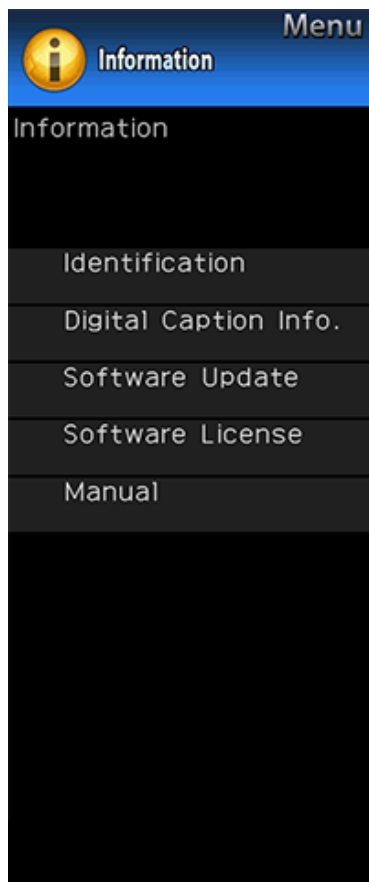 Menu
Information
Information
Identification
Digital Caption Info.
Software Update
Software License
Manual